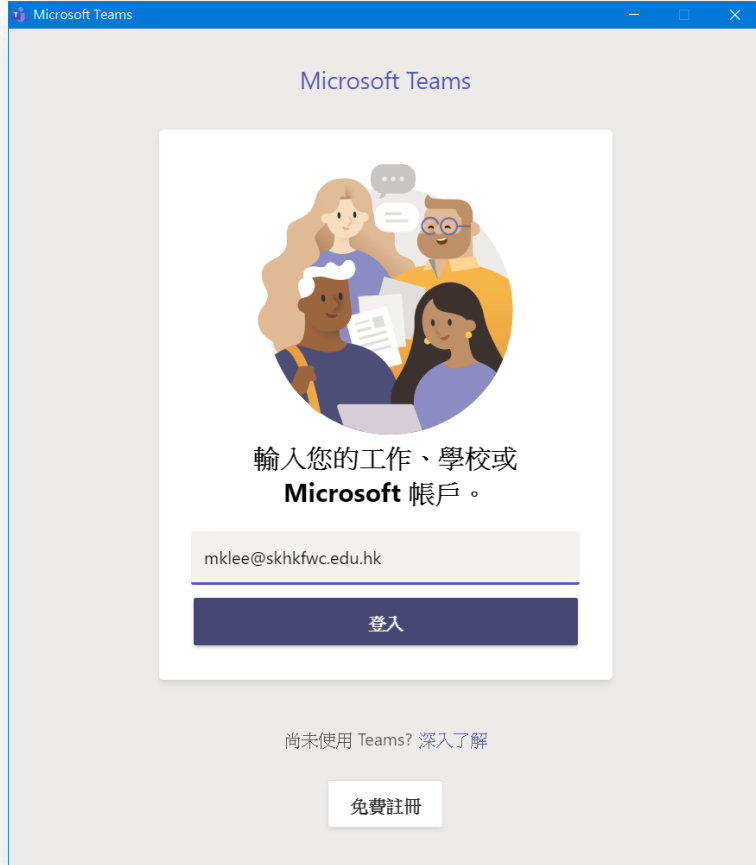 Microsoft Teams
Microsoft Teams
輸入您的工作、學校或
Microsoft 帳戶。
mklee@skhkfwc.edu.hk
登入
尚未使用 Teams? 深入了解
免費註冊